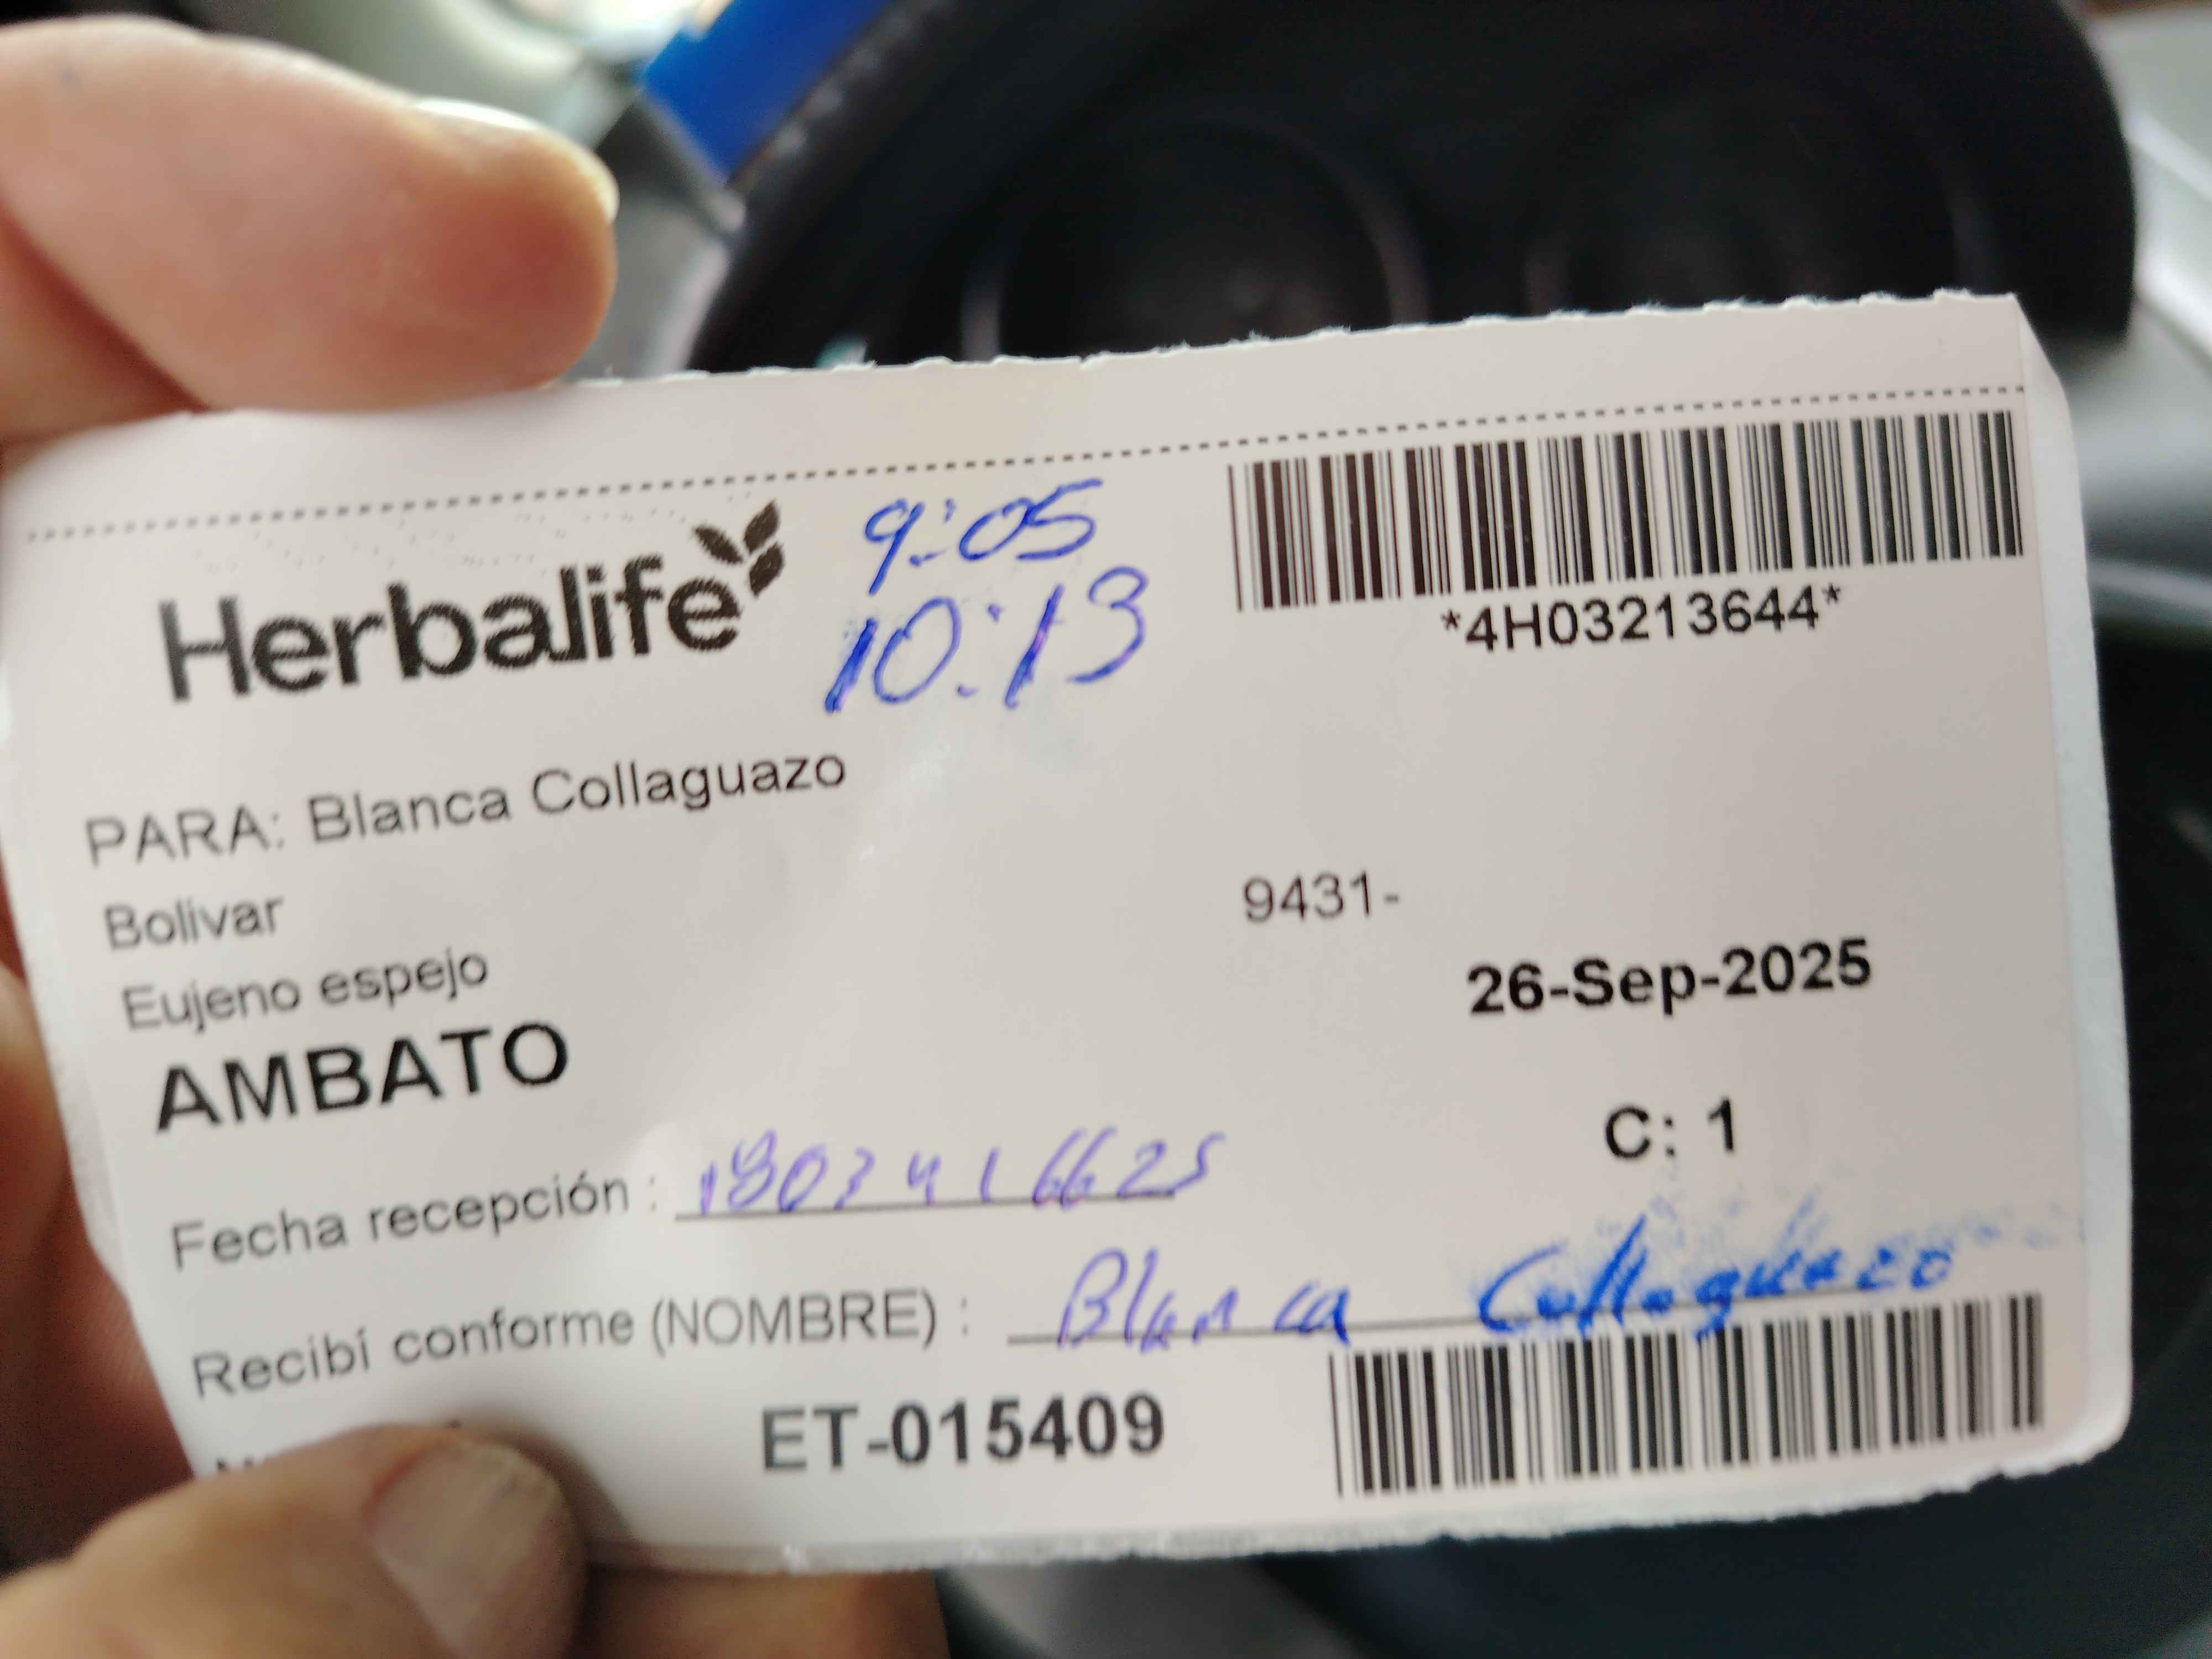 Herbalife
9:05
10:13
*4H03213644*
PARA: Blanca Collaguazo
Bolivar
9431-
Eujeno espejo
26-Sep-2025
AMBATO
C: 1
Fecha recepción : 1803416625
Recibí conforme (NOMBRE) : Blanca Collaguazo
ET-015409